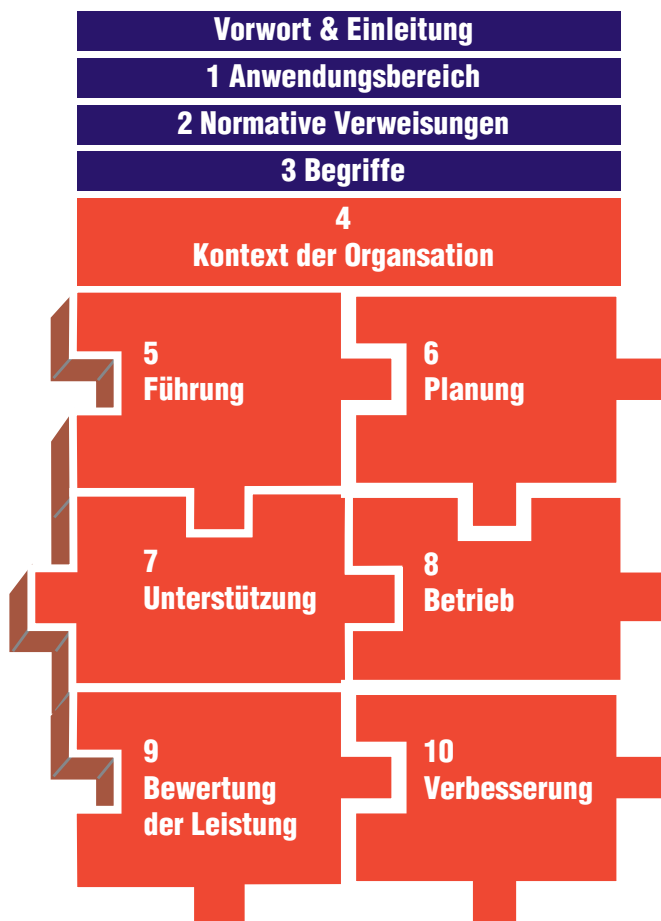 Vorwort & Einleitung
1 Anwendungsbereich
2 Normative Verweisungen
3 Begriffe
4
Kontext der Organsation
5
Führung
6
Planung
7
Unterstützung
8
Betrieb
9
Bewertung
der Leistung
10
Verbesserung